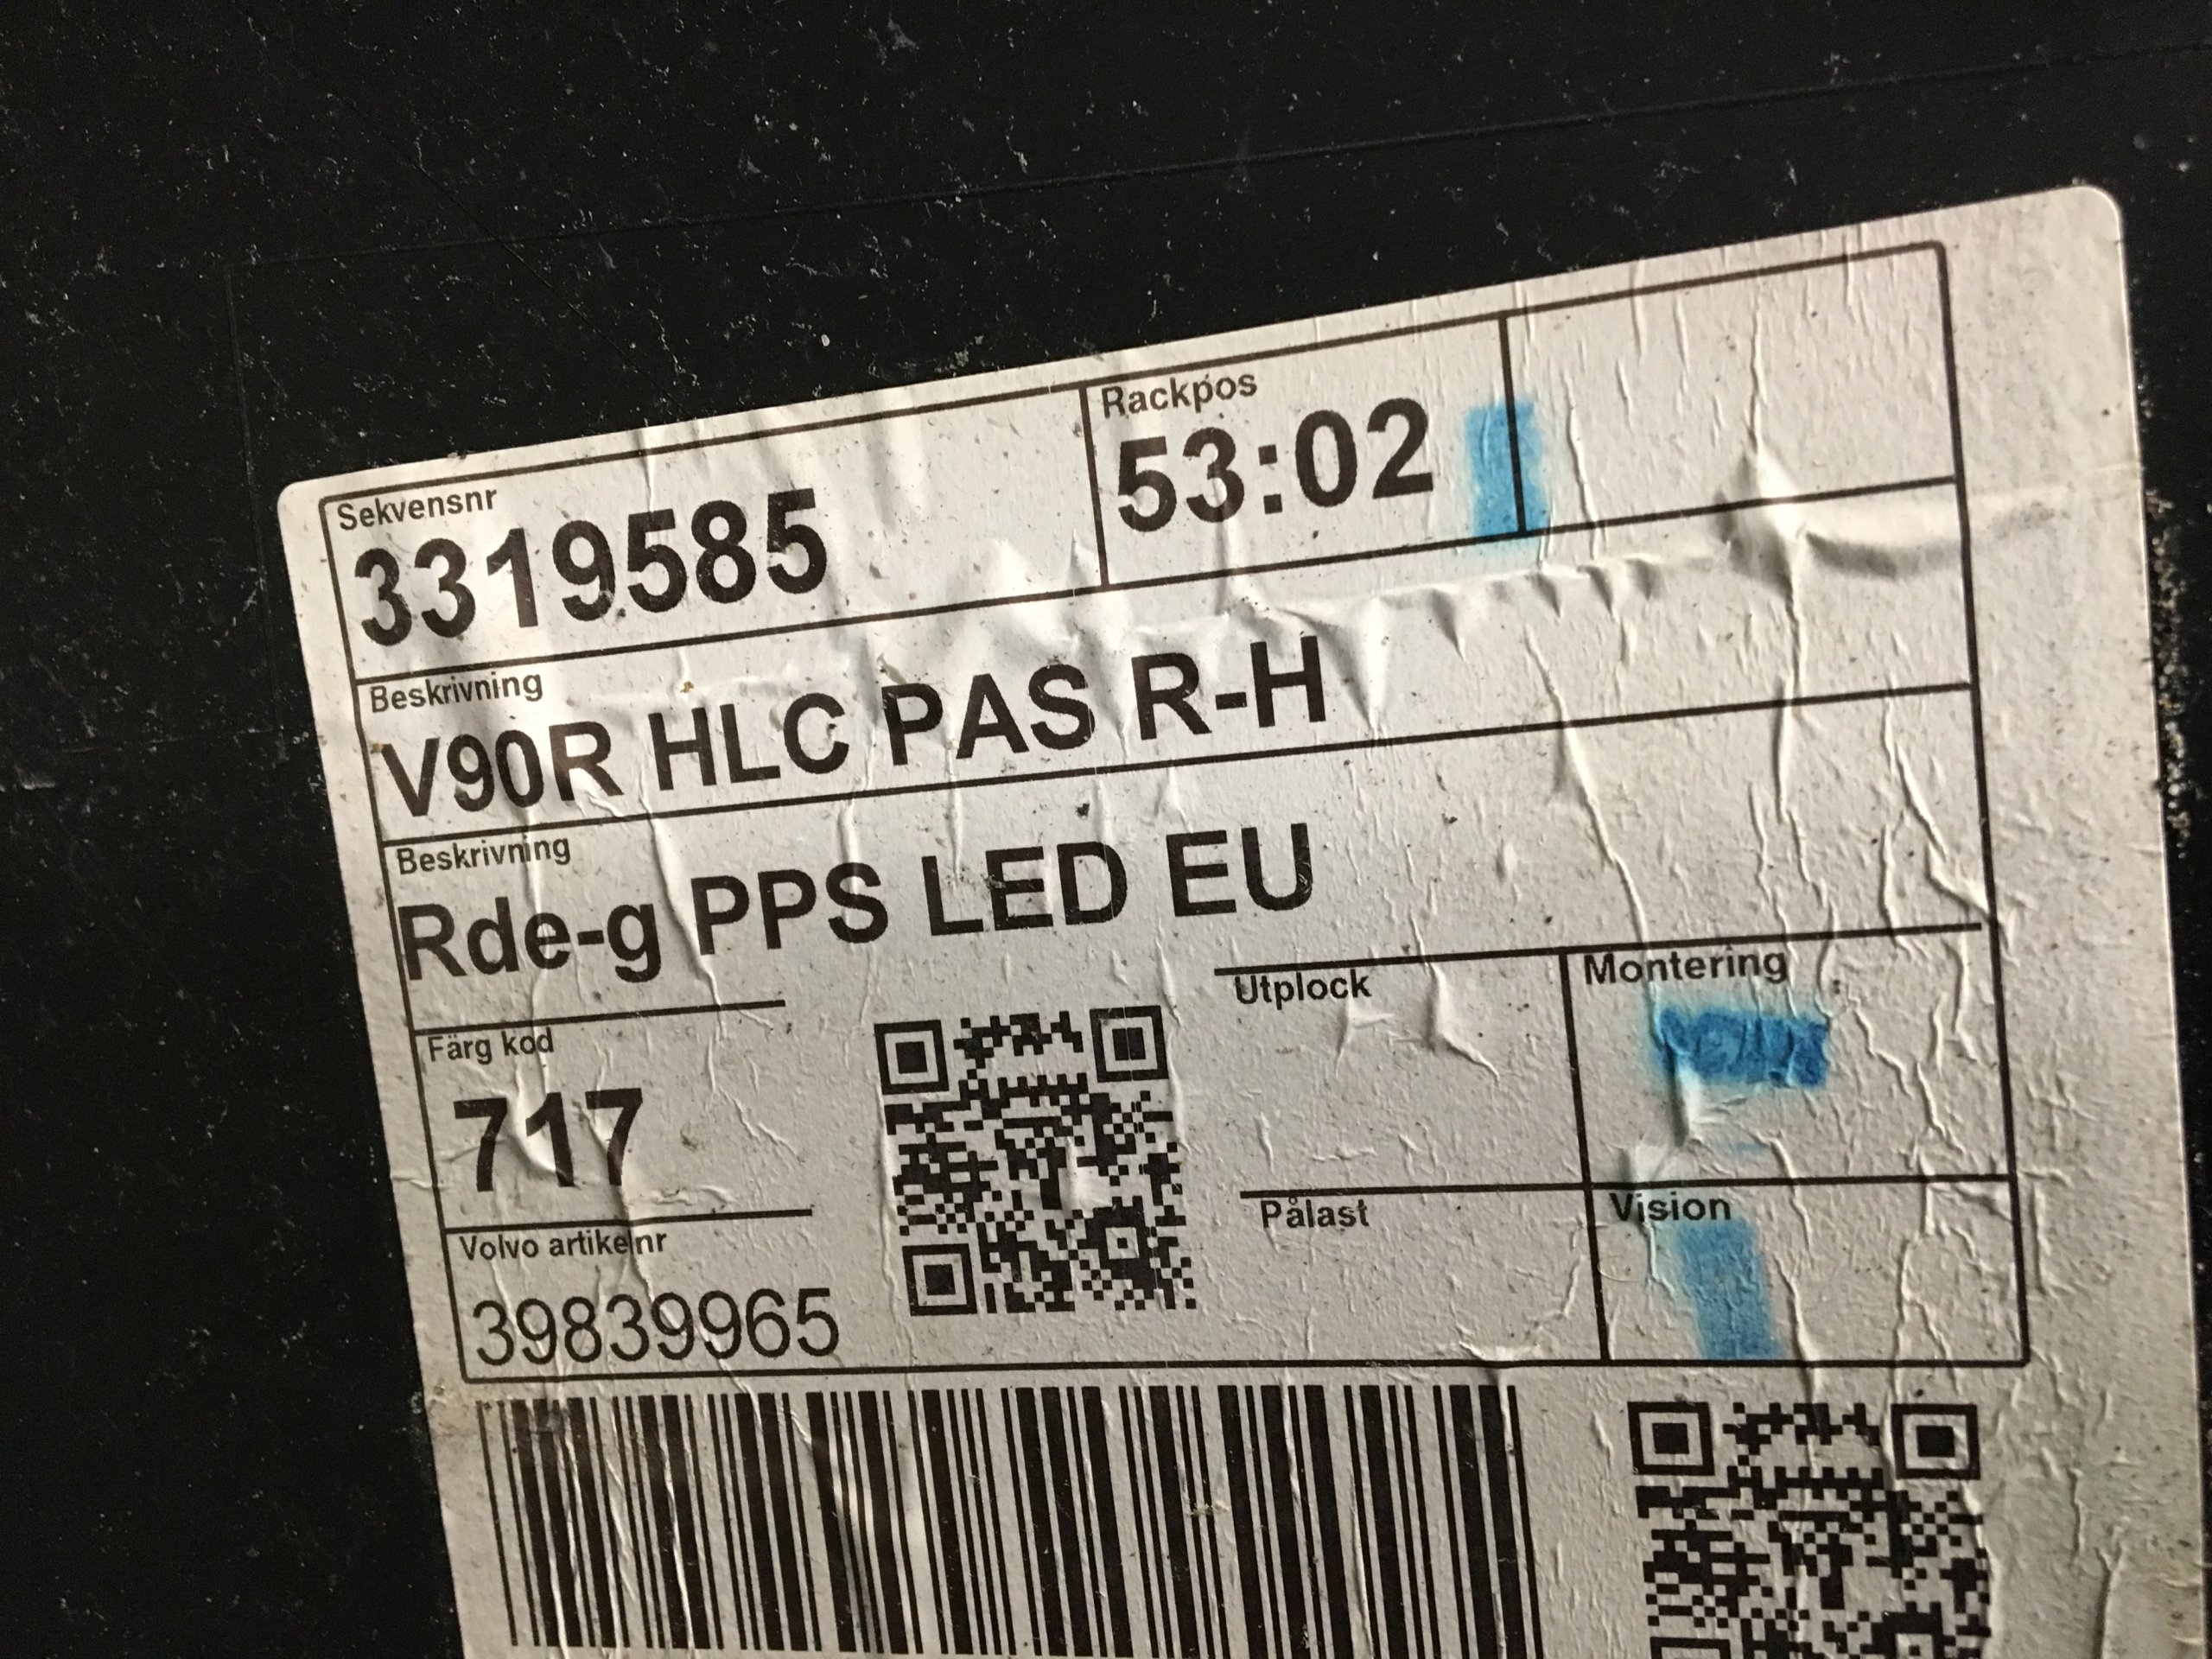 Sekvensnr
3319585
Rackpos
53:02
Beskrivning
V90R HLC PAS R-H
Beskrivning
Rde-g PPS LED EU
Färg kod
717
Utplock
Montering
Volvo artikelnr
39839965
Pålast
Vision